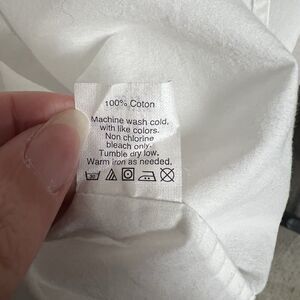 100% Coton
Machine wash cold.
with like colors.
Non chlorine
bleach only.
Tumble dry low.
Warm iron as needed.